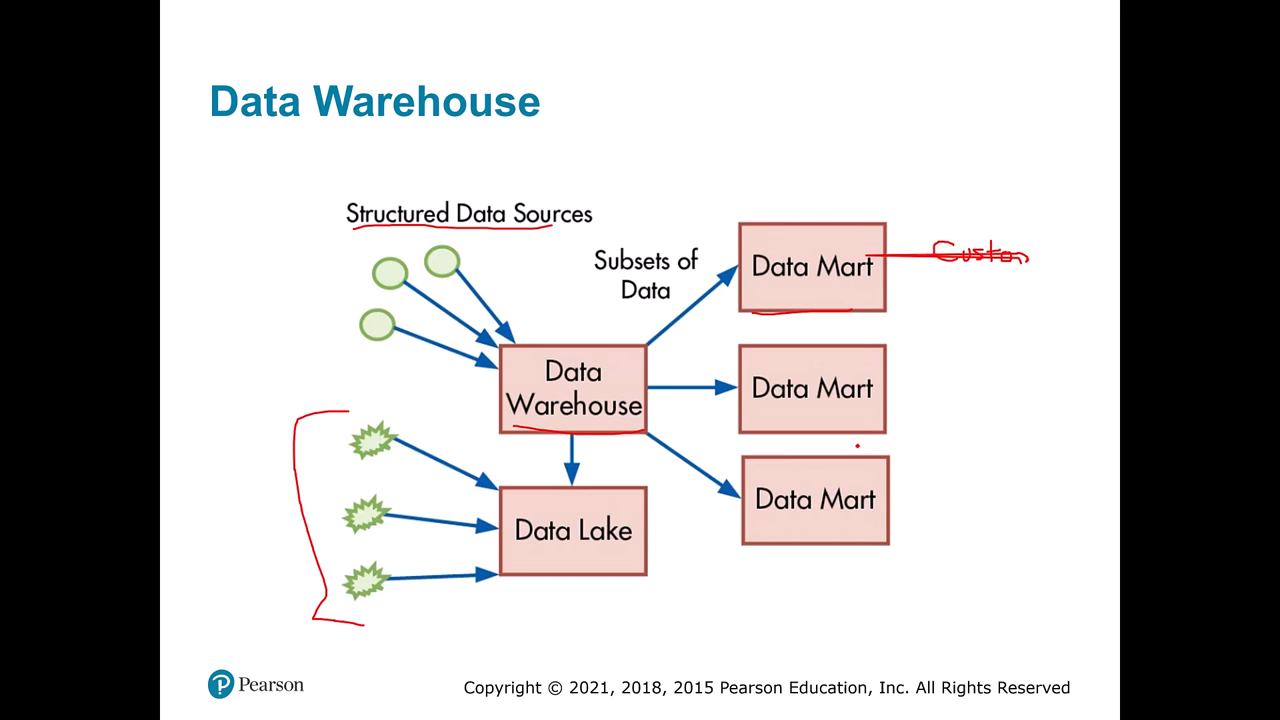 Data Warehouse
Structured Data Sources
Subsets of
Data
Data Mart
Data
Warehouse
Data Mart
Data Lake
Data Mart
Pearson
Copyright © 2021, 2018, 2015 Pearson Education, Inc. All Rights Reserved